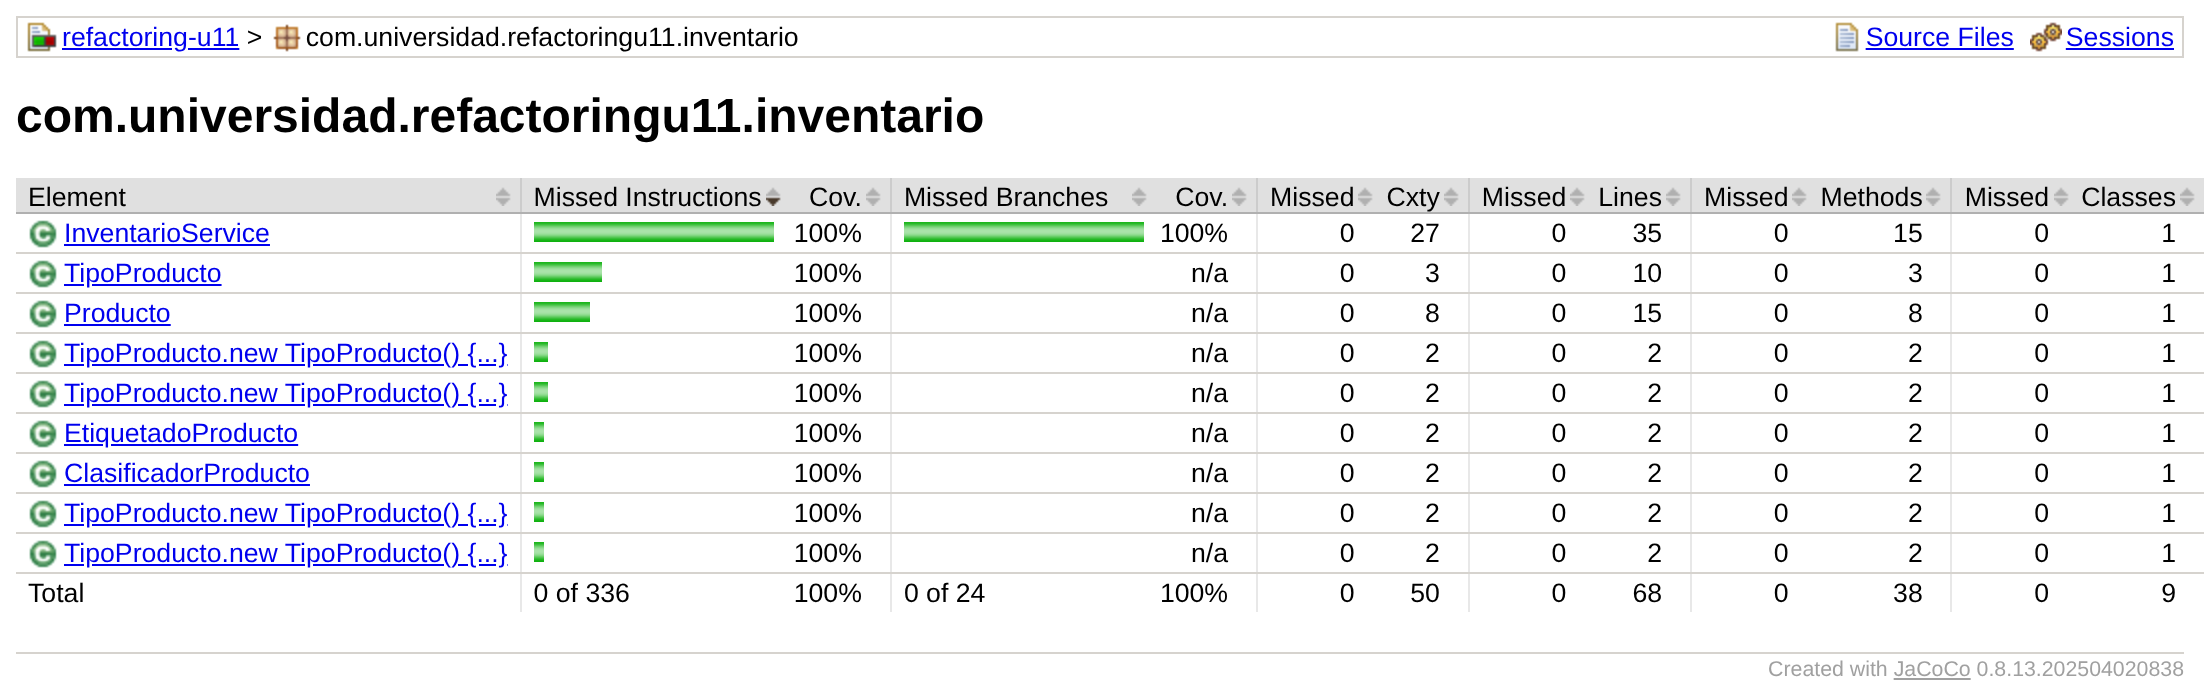 refactoring-u11 > com.universidad.refactoringu11.inventario Source Files Sessions
com.universidad.refactoringu11.inventario
Element Missed Instructions Cov. Missed Branches Cov. Missed Cxty Missed Lines Missed Methods Missed Classes
InventarioService 100% 100% 0 27 0 35 0 15 0 1
TipoProducto 100% n/a 0 3 0 10 0 3 0 1
Producto 100% n/a 0 8 0 15 0 8 0 1
TipoProducto.new TipoProducto() {...} 100% n/a 0 2 0 2 0 2 0 1
TipoProducto.new TipoProducto() {...} 100% n/a 0 2 0 2 0 2 0 1
EtiquetadoProducto 100% n/a 0 2 0 2 0 2 0 1
ClasificadorProducto 100% n/a 0 2 0 2 0 2 0 1
TipoProducto.new TipoProducto() {...} 100% n/a 0 2 0 2 0 2 0 1
TipoProducto.new TipoProducto() {...} 100% n/a 0 2 0 2 0 2 0 1
Total 0 of 336 100% 0 of 24 100% 0 50 0 68 0 38 0 9
Created with JaCoCo 0.8.13.202504020838